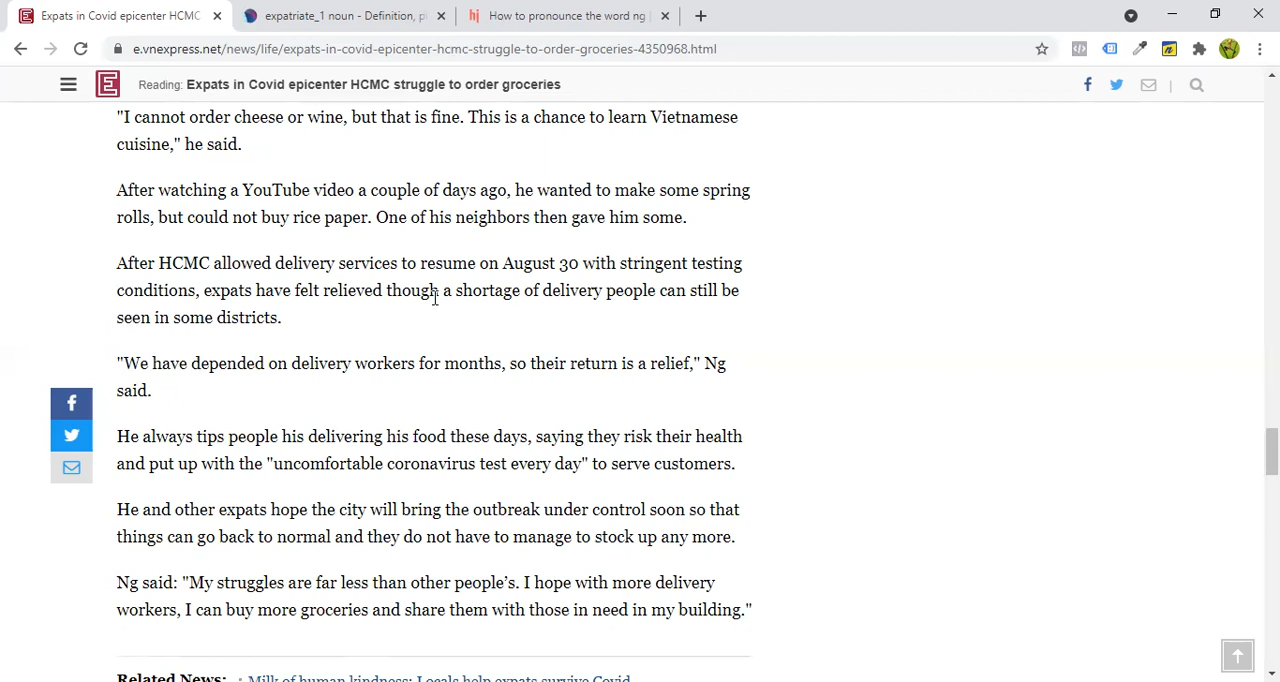 Expats in Covid epicenter HCMC
expatriate_1 noun - Definition, p
How to pronounce the word ng
e.vnexpress.net/news/life/expats-in-covid-epicenter-hcmc-struggle-to-order-groceries-4350968.html
Reading: Expats in Covid epicenter HCMC struggle to order groceries
"I cannot order cheese or wine, but that is fine. This is a chance to learn Vietnamese
cuisine," he said.
After watching a YouTube video a couple of days ago, he wanted to make some spring
rolls, but could not buy rice paper. One of his neighbors then gave him some.
After HCMC allowed delivery services to resume on August 30 with stringent testing
conditions, expats have felt relieved though a shortage of delivery people can still be
seen in some districts.
"We have depended on delivery workers for months, so their return is a relief," Ng
said.
He always tips people his delivering his food these days, saying they risk their health
and put up with the "uncomfortable coronavirus test every day" to serve customers.
He and other expats hope the city will bring the outbreak under control soon so that
things can go back to normal and they do not have to manage to stock up any more.
Ng said: "My struggles are far less than other people’s. I hope with more delivery
workers, I can buy more groceries and share them with those in need in my building."
Related News: Milk of human kindness: Locals help expats survive Covid